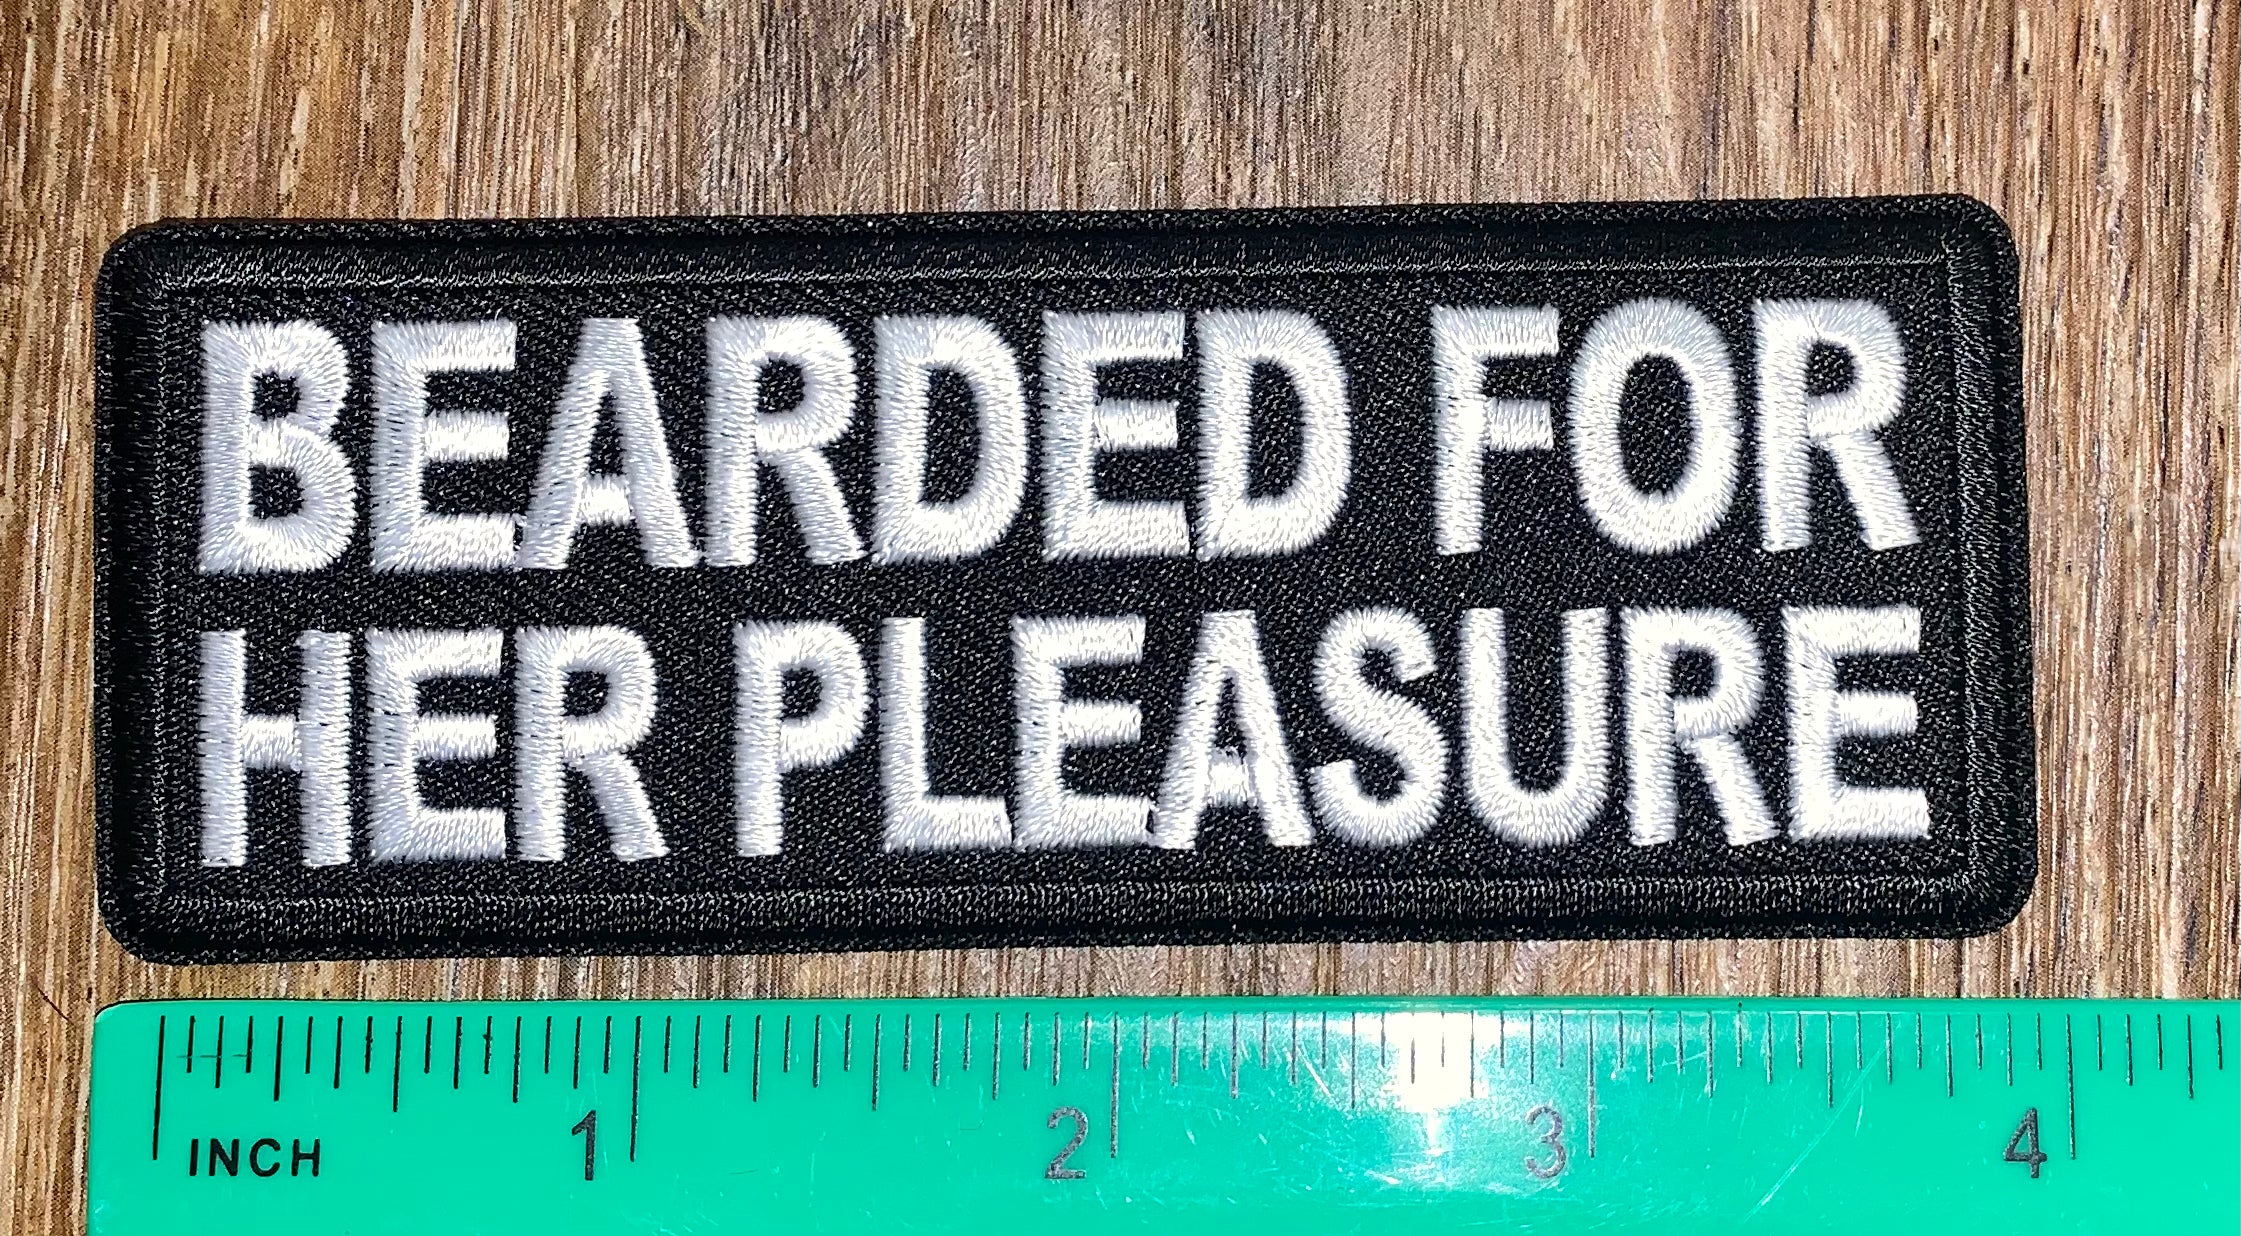 BEARDED FOR
HER PLEASURE
INCH 1 2 3 4